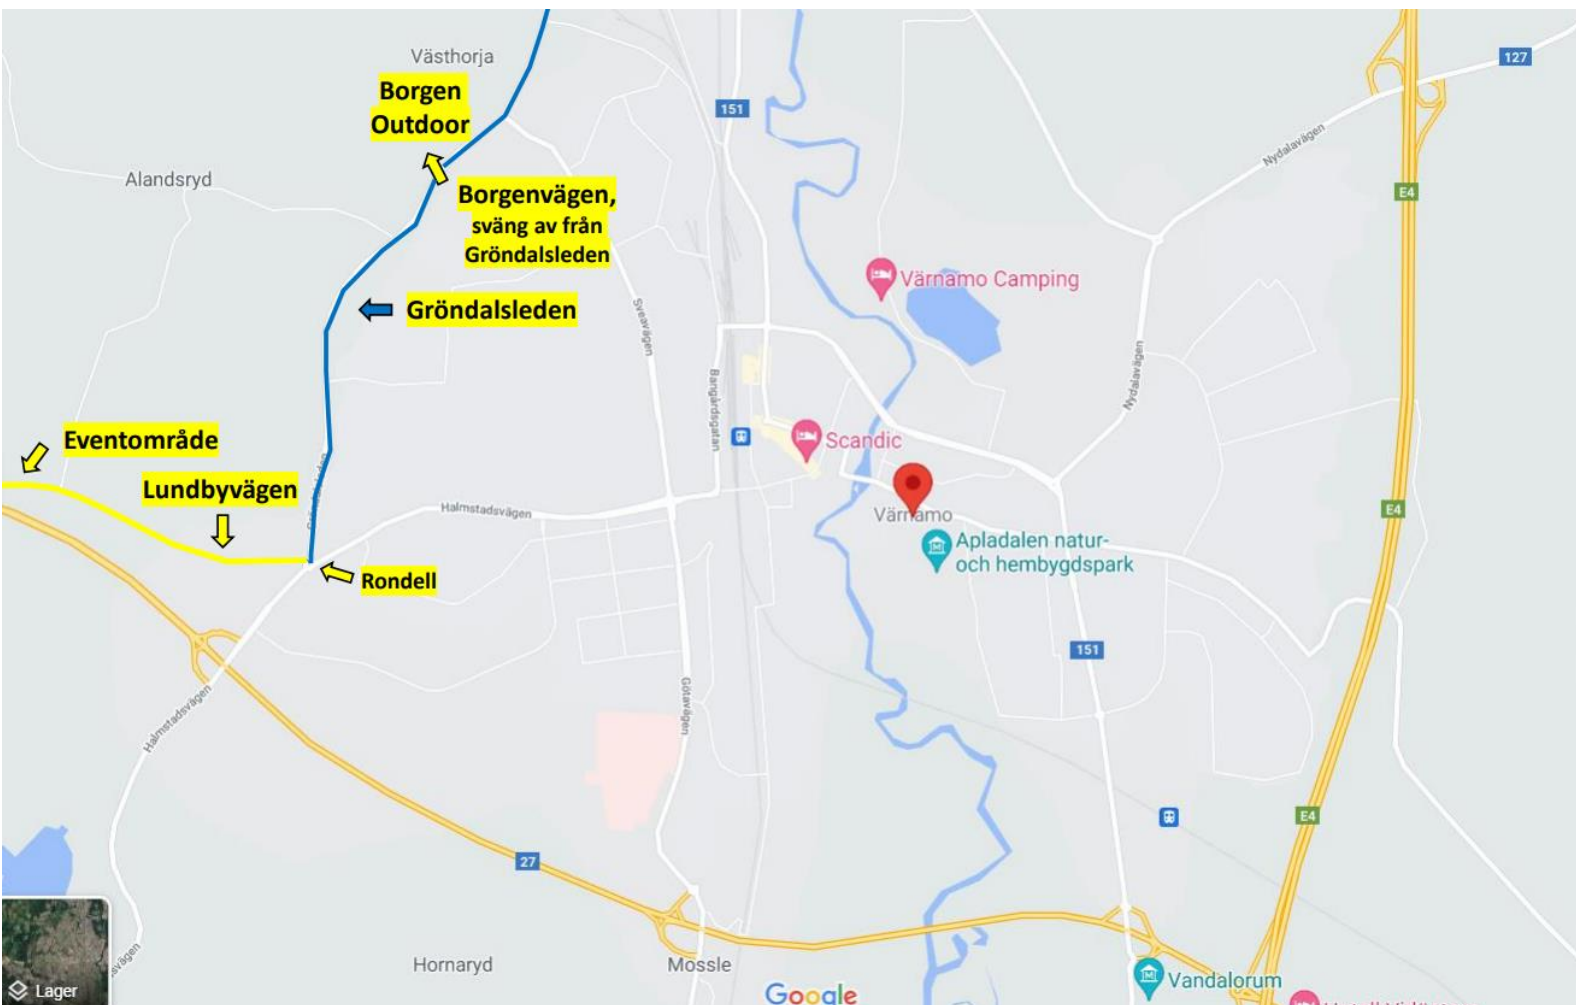 Västhorja
127
Borgen
Outdoor
151
Nydalavägen
Alandsryd
E4
Borgenvägen,
sväng av från
Gröndalsleden
Värnamo Camping
Gröndalsleden
Sveavägen
Nydalavägen
Bangårdsgatan
Eventområde
Scandic
Lundbyvägen
Halmstadsvägen
Värnamo
E4
Apladalen natur-
och hembygdspark
Rondell
151
Halmstadsvägen
Götavägen
E4
27
Hornaryd
Mossle
Vandalorum
Lager
Google